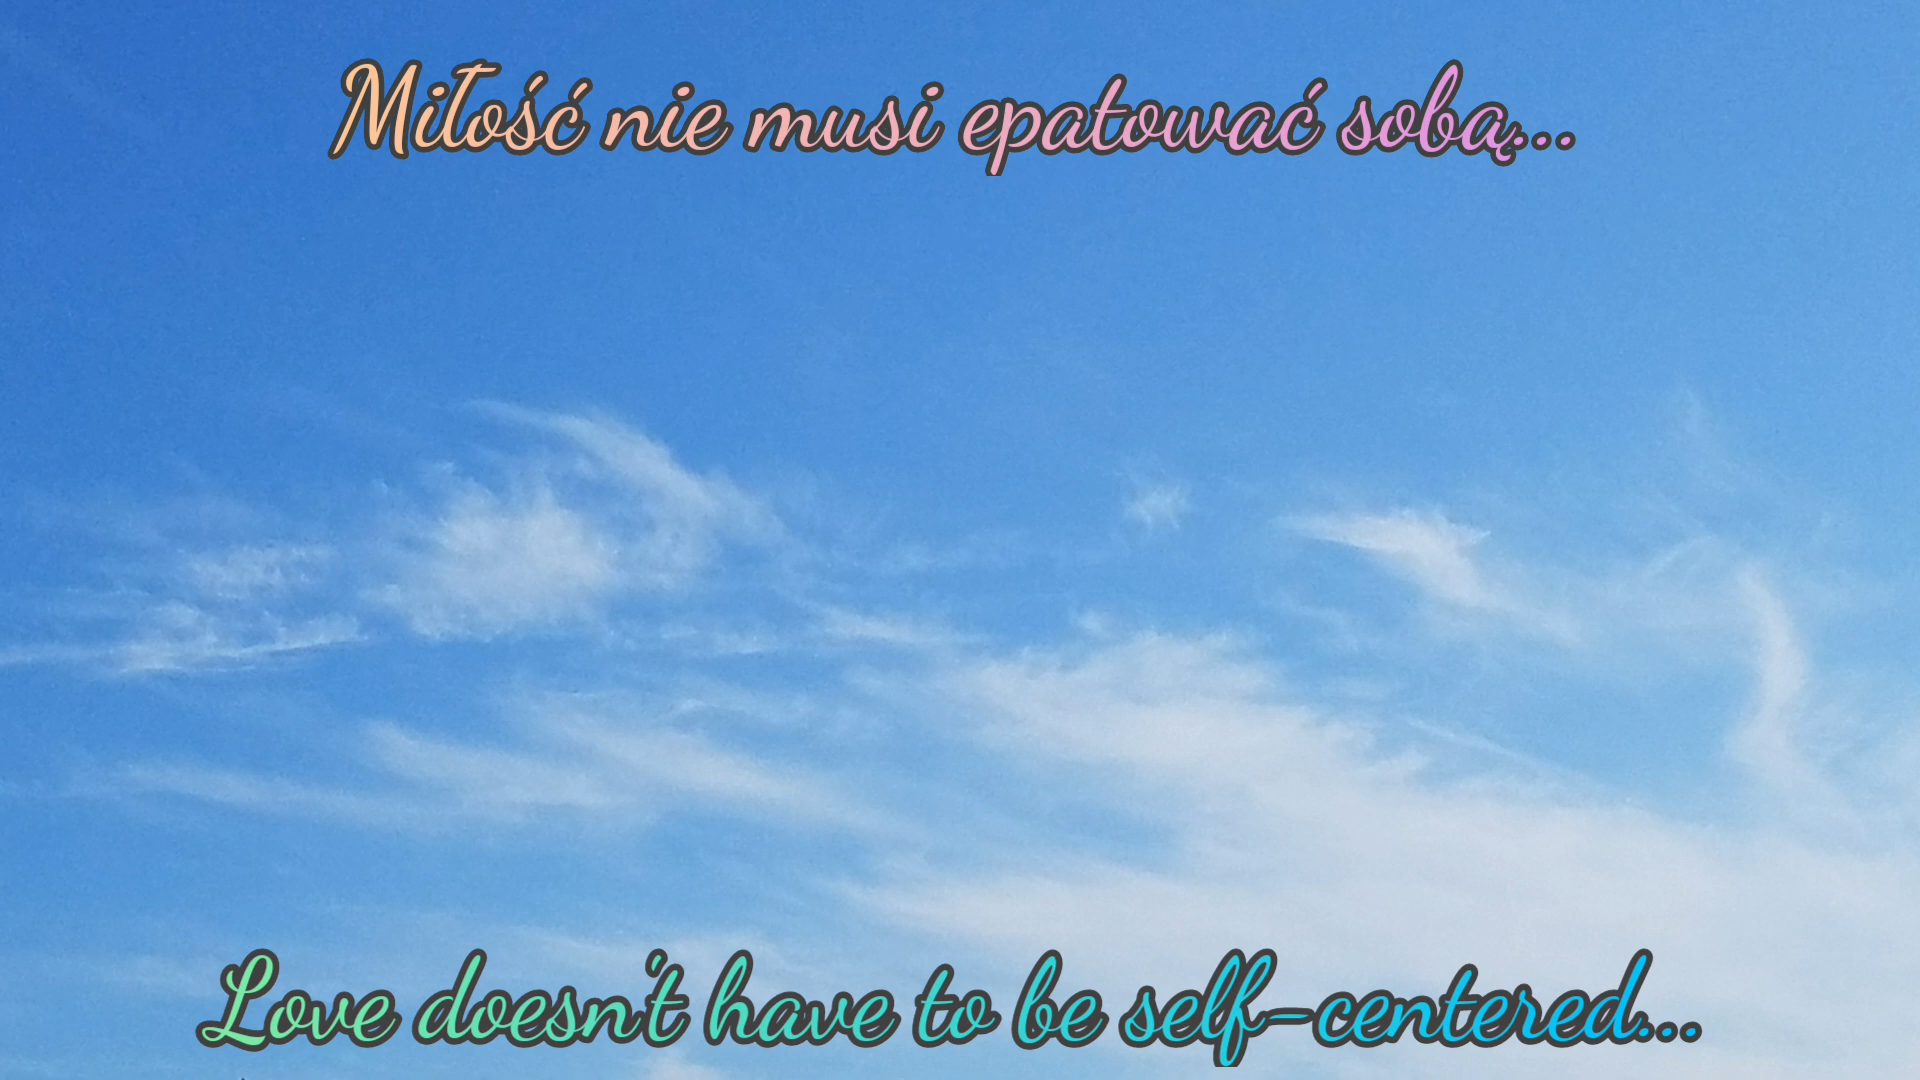 Miłość nie musi epatować sobą...
Love doesn't have to be self-centered...